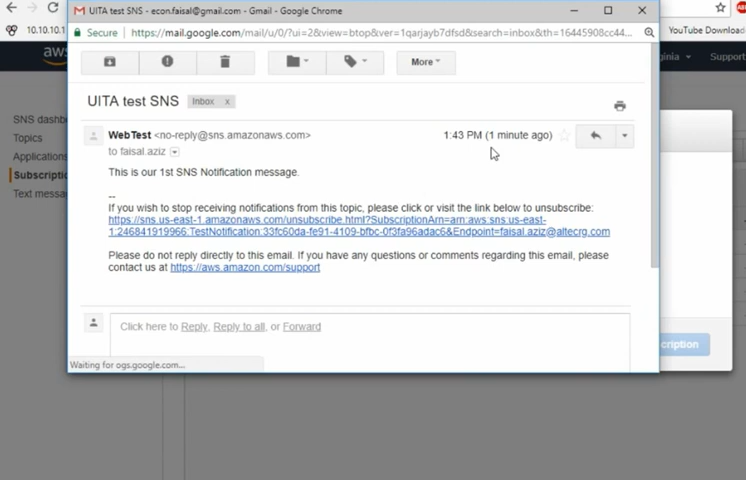 UITA test SNS - econ.faisal@gmail.com - Gmail - Google Chrome
Secure https://mail.google.com/mail/u/0/?ui=2&view=btop&ver=1qarjayb7dfsd&search=inbox&th=16445908cc44...
10.10.10.1
YouTube Download
aws
ginia
Support
More
UITA test SNS Inbox x
SNS dashb
Topics
Applications
Subscriptio
Text messa
WebTest <no-reply@sns.amazonaws.com> 1:43 PM (1 minute ago)
to faisal.aziz
This is our 1st SNS Notification message.
--
If you wish to stop receiving notifications from this topic, please click or visit the link below to unsubscribe:
https://sns.us-east-1.amazonaws.com/unsubscribe.html?SubscriptionArn=arn:aws:sns:us-east-
1:246841919966:TestNotification:33fc60da-fe91-4109-bfbc-0f3fa96adac6&Endpoint=faisal.aziz@altecrg.com
Please do not reply directly to this email. If you have any questions or comments regarding this email, please
contact us at https://aws.amazon.com/support
Click here to Reply, Reply to all, or Forward
cription
Waiting for ogs.google.com...